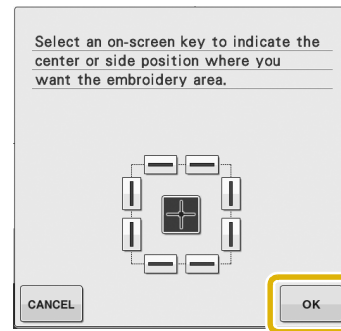 Select an on-screen key to indicate the
center or side position where you
want the embroidery area.
CANCEL
OK